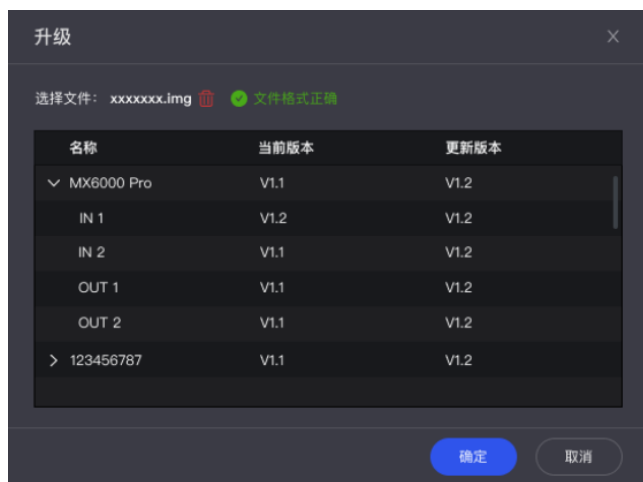 升级
选择文件： xxxxxxx.img 文件格式正确
名称 当前版本 更新版本
MX6000 Pro V1.1 V1.2
IN 1 V1.2 V1.2
IN 2 V1.1 V1.2
OUT 1 V1.1 V1.2
OUT 2 V1.1 V1.2
123456787 V1.1 V1.2
确定 取消